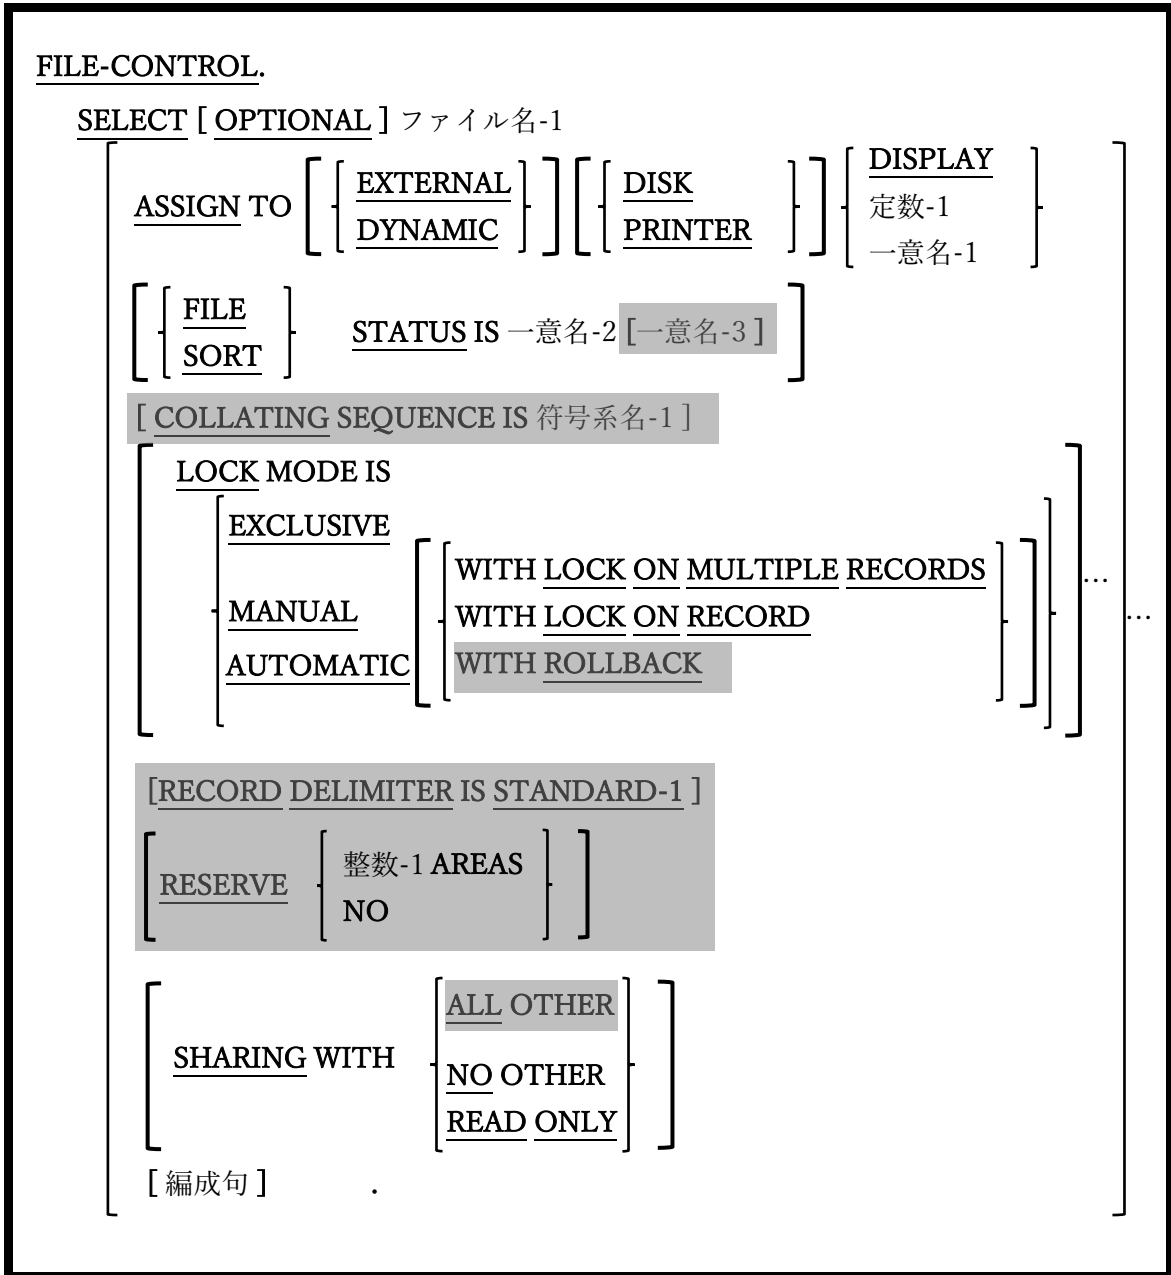 FILE-CONTROL.
SELECT [ OPTIONAL ] ファイル名-1
ASSIGN TO [ { EXTERNAL
DYNAMIC } ] [ { DISK
PRINTER } ] { DISPLAY
定数-1
一意名-1 }
[ { FILE
SORT } STATUS IS 一意名-2 [一意名-3 ] ]
[ COLLATING SEQUENCE IS 符号系名-1 ]
LOCK MODE IS
EXCLUSIVE
MANUAL
AUTOMATIC
WITH LOCK ON MULTIPLE RECORDS
WITH LOCK ON RECORD
WITH ROLLBACK
…
…
[RECORD DELIMITER IS STANDARD-1 ]
RESERVE
整数-1 AREAS
NO
SHARING WITH
ALL OTHER
NO OTHER
READ ONLY
[ 編成句 ] .